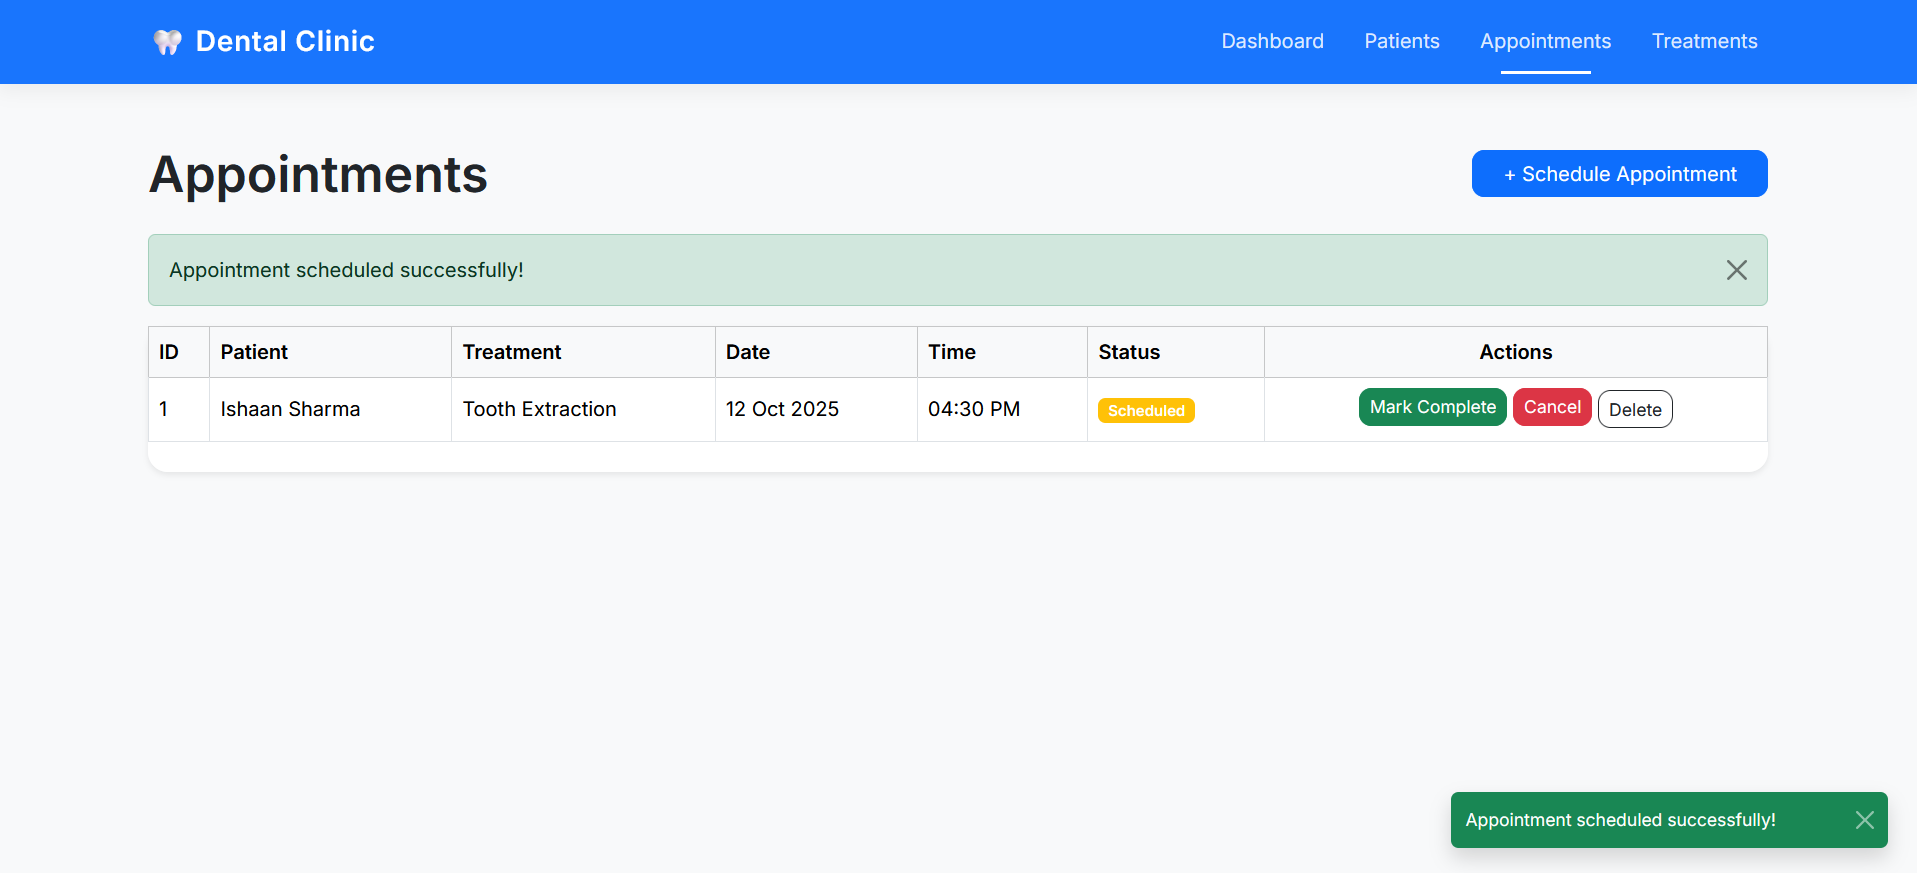 Dental Clinic
Dashboard Patients Appointments Treatments
Appointments
+ Schedule Appointment
Appointment scheduled successfully!
ID Patient Treatment Date Time Status Actions
1 Ishaan Sharma Tooth Extraction 12 Oct 2025 04:30 PM Scheduled Mark Complete Cancel Delete
Appointment scheduled successfully!